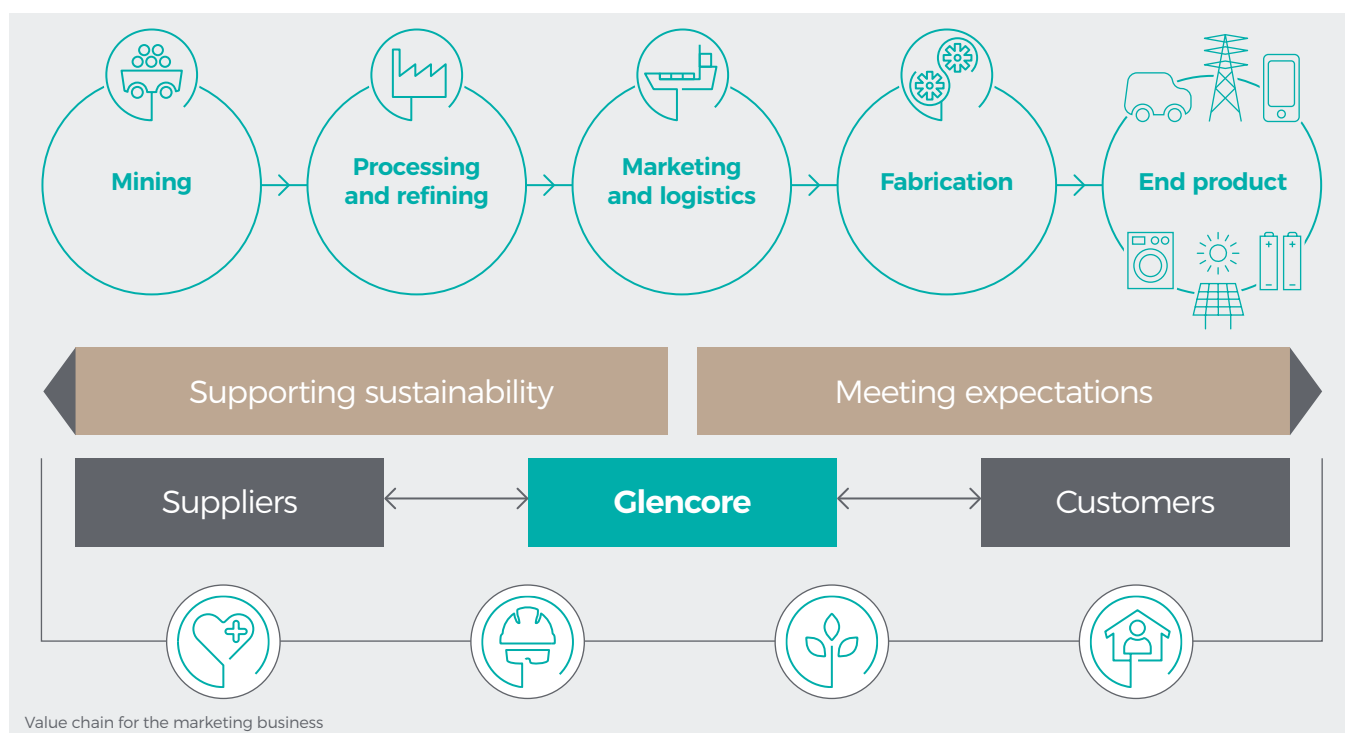 Mining
Processing
and refining
Marketing
and logistics
Fabrication
End product
Supporting sustainability
Meeting expectations
Suppliers
Glencore
Customers
Value chain for the marketing business